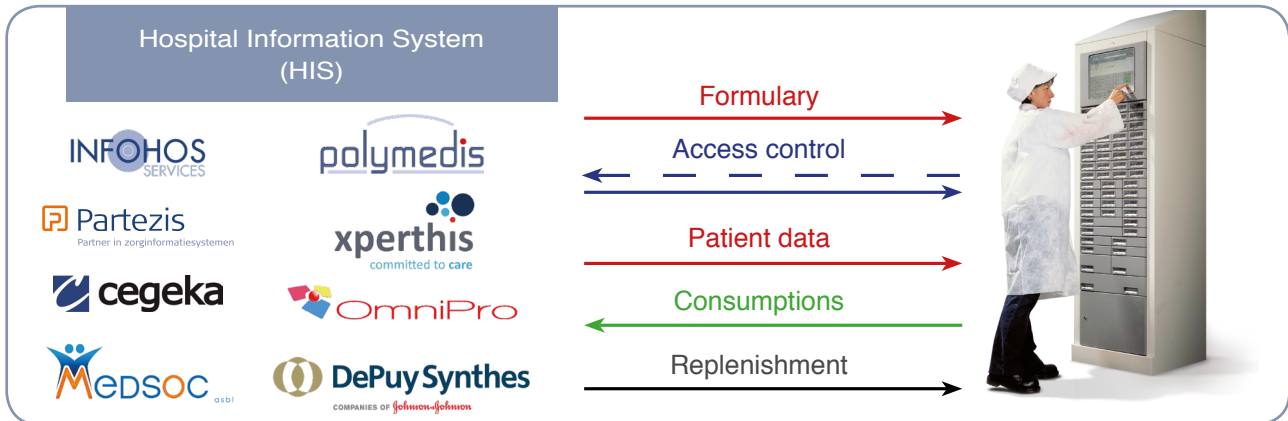 Hospital Information System
(HIS)
INFOHOS
SERVICES
polymedis
Partezis
Partner in zorginformatiesystemen
xperthis
committed to care
cegeka
OmniPro
MEDSOC
asbl
DePuy Synthes
COMPANIES OF Johnson & Johnson
Formulary
Access control
Patient data
Consumptions
Replenishment